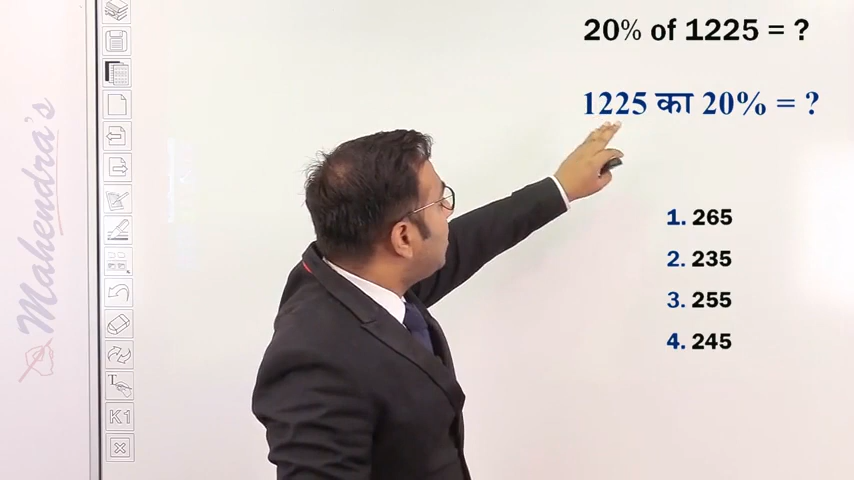 20% of 1225 = ?
1225 का 20% = ?
1. 265
2. 235
3. 255
4. 245
Mahendra's
T
K1